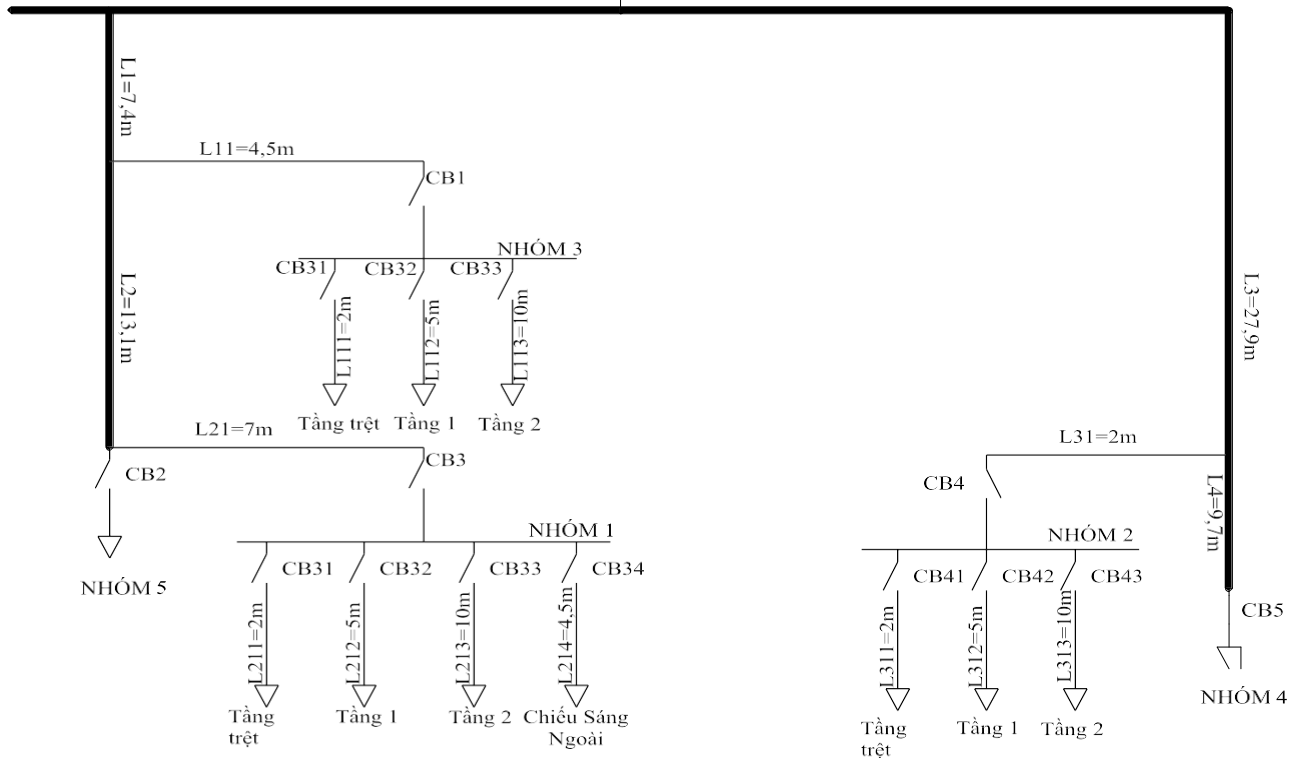 L1=7,4m
L11=4,5m
CB1
NHÓM 3
CB31
CB32
CB33
L111=2m
L112=5m
L113=10m
Tầng trệt
Tầng 1
Tầng 2
L2=13,1m
L21=7m
CB2
CB3
NHÓM 5
NHÓM 1
CB31
CB32
CB33
CB34
L211=2m
L212=5m
L213=10m
L214=4,5m
Tầng
trệt
Tầng 1
Tầng 2
Chiếu Sáng
Ngoài
L3=27,9m
L31=2m
CB4
L4=9,7m
NHÓM 2
CB41
CB42
CB43
L311=2m
L312=5m
L313=10m
Tầng
trệt
Tầng 1
Tầng 2
CB5
NHÓM 4